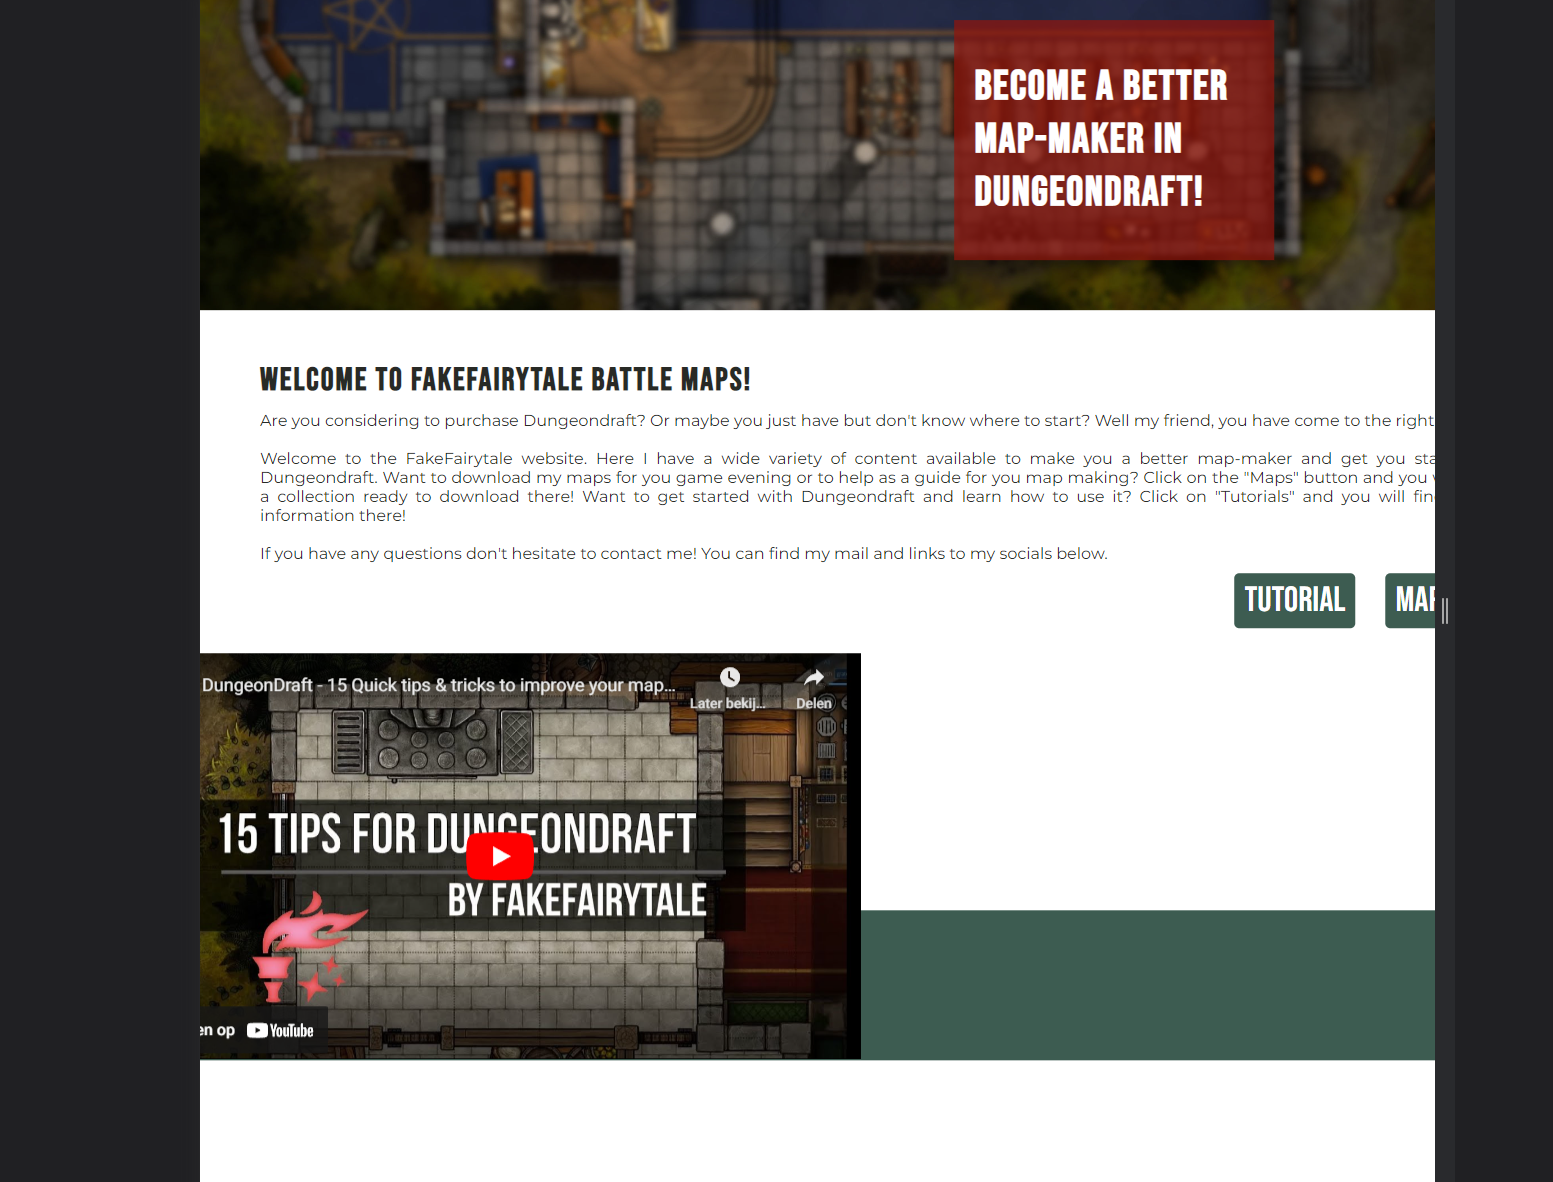 BECOME A BETTER
MAP-MAKER IN
DUNGEONDRAFT!
WELCOME TO FAKEFAIRYTALE BATTLE MAPS!
Are you considering to purchase Dungeondraft? Or maybe you just have but don't know where to start? Well my friend, you have come to the right
Welcome to the FakeFairytale website. Here I have a wide variety of content available to make you a better map-maker and get you sta
Dungeondraft. Want to download my maps for you game evening or to help as a guide for you map making? Click on the "Maps" button and you
a collection ready to download there! Want to get started with Dungeondraft and learn how to use it? Click on "Tutorials" and you will fin
information there!
If you have any questions don't hesitate to contact me! You can find my mail and links to my socials below.
TUTORIAL MAP
DungeonDraft - 15 Quick tips & tricks to improve your map...
Later bekij... Delen
15 TIPS FOR DUNGEONDRAFT
BY FAKEFAIRYTALE
en op YouTube